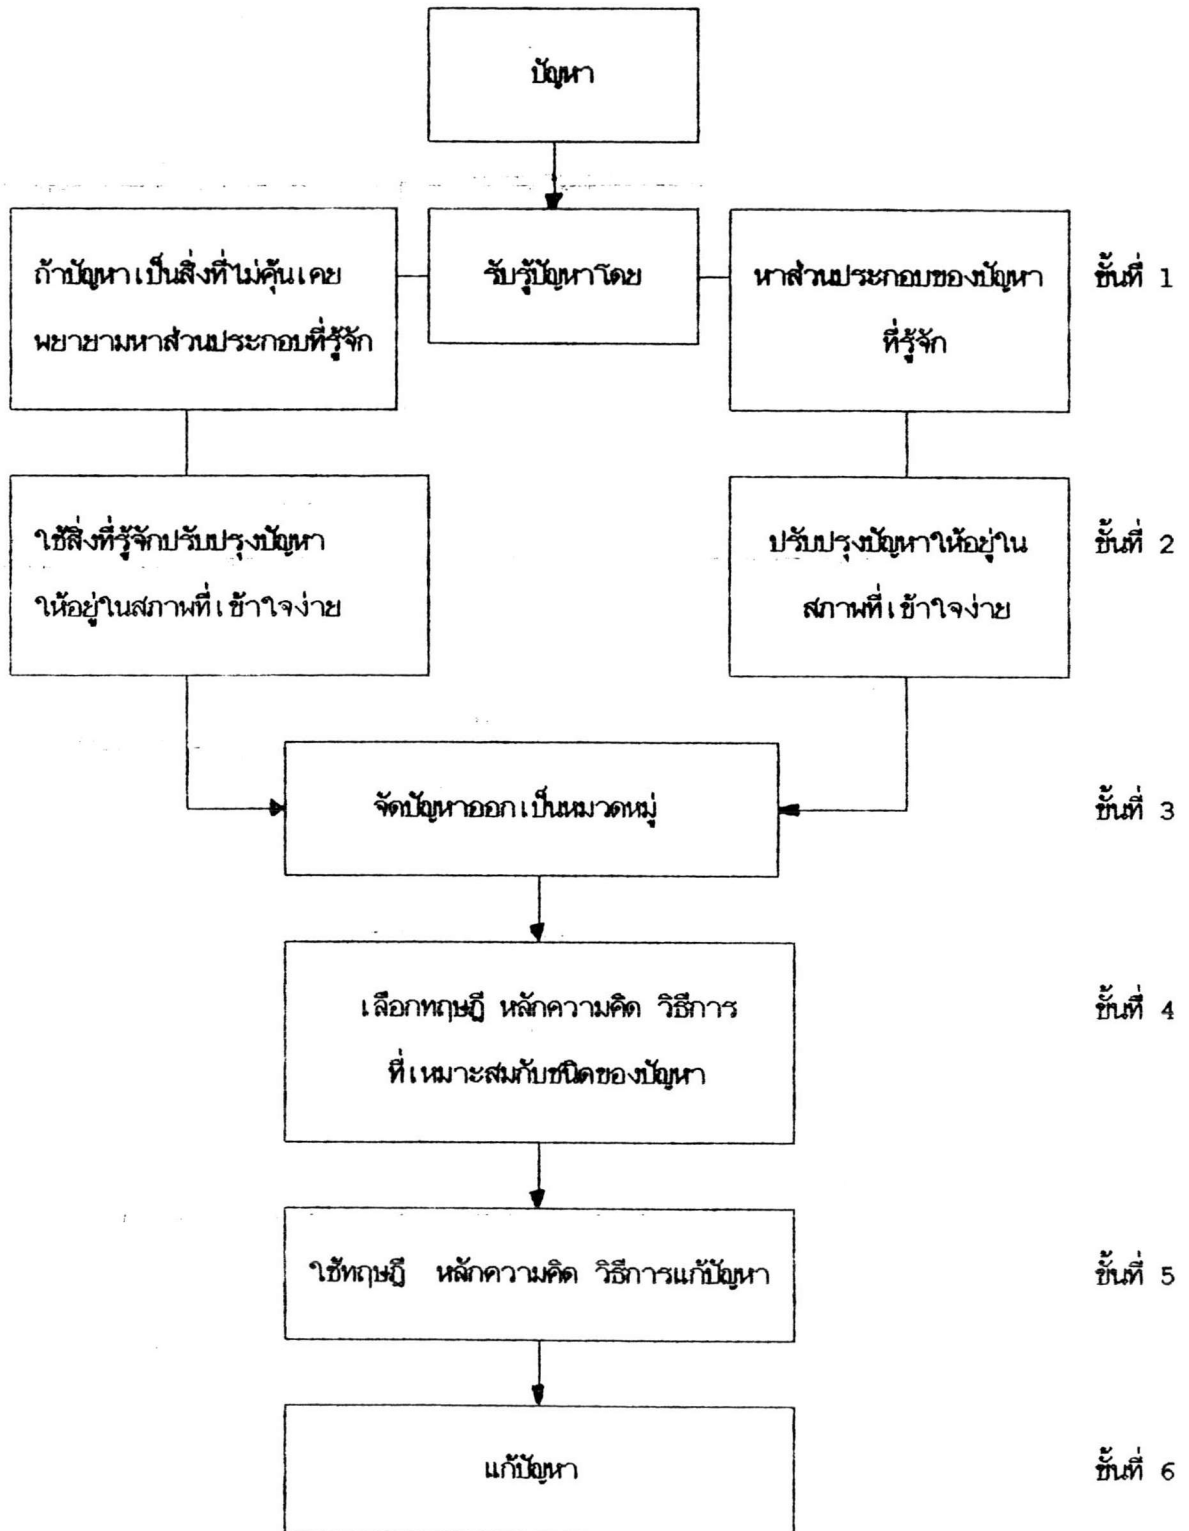 ปัญหา
ถ้าปัญหาเป็นสิ่งที่ไม่คุ้นเคย
พยายามหาส่วนประกอบที่รู้จัก
รับรู้ปัญหาโดย
หาส่วนประกอบของปัญหา
ที่รู้จัก
ขั้นที่ 1
ใช้สิ่งที่รู้จักปรับปรุงปัญหา
ให้อยู่ในสภาพที่เข้าใจง่าย
ปรับปรุงปัญหาให้อยู่ใน
สภาพที่เข้าใจง่าย
ขั้นที่ 2
จัดปัญหาออกเป็นหมวดหมู่
ขั้นที่ 3
เลือกทฤษฎี หลักความคิด วิธีการ
ที่เหมาะสมกับชนิดของปัญหา
ขั้นที่ 4
ใช้ทฤษฎี หลักความคิด วิธีการแก้ปัญหา
ขั้นที่ 5
แก้ปัญหา
ขั้นที่ 6